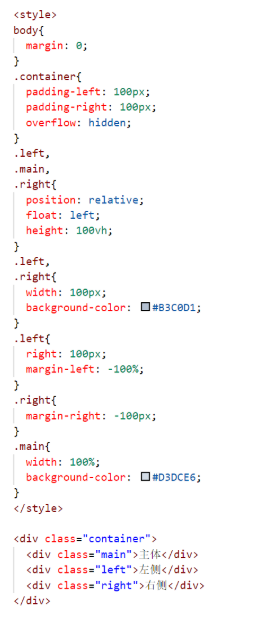 <style>
body{
  margin: 0;
}
.container{
  padding-left: 100px;
  padding-right: 100px;
  overflow: hidden;
}
.left,
.main,
.right{
  position: relative;
  float: left;
  height: 100vh;
}
.left,
.right{
  width: 100px;
  background-color: #B3C0D1;
}
.left{
  right: 100px;
  margin-left: -100%;
}
.right{
  margin-right: -100px;
}
.main{
  width: 100%;
  background-color: #D3DCE6;
}
</style>

<div class="container">
  <div class="main">主体</div>
  <div class="left">左侧</div>
  <div class="right">右侧</div>
</div>